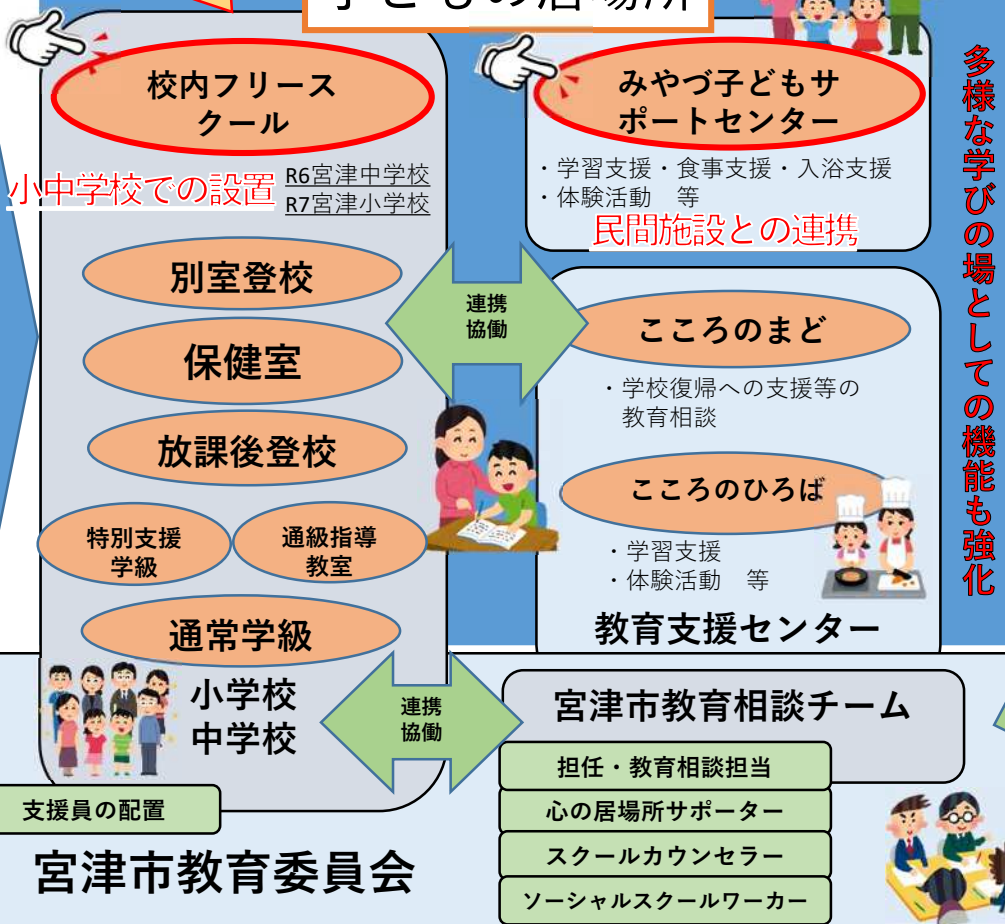 子どもの居場所
校内フリース
クール
小中学校での設置
R6宮津中学校
R7宮津小学校
別室登校
保健室
放課後登校
特別支援
学級
通級指導
教室
通常学級
小学校
中学校
支援員の配置
宮津市教育委員会
連携
協働
連携
協働
みやづ子どもサ
ポートセンター
・学習支援・食事支援・入浴支援
・体験活動　等
民間施設との連携
こころのまど
・学校復帰への支援等の
教育相談
こころのひろば
・学習支援
・体験活動　等
教育支援センター
宮津市教育相談チーム
担任・教育相談担当
心の居場所サポーター
スクールカウンセラー
ソーシャルスクールワーカー
多様な学びの場としての機能も強化